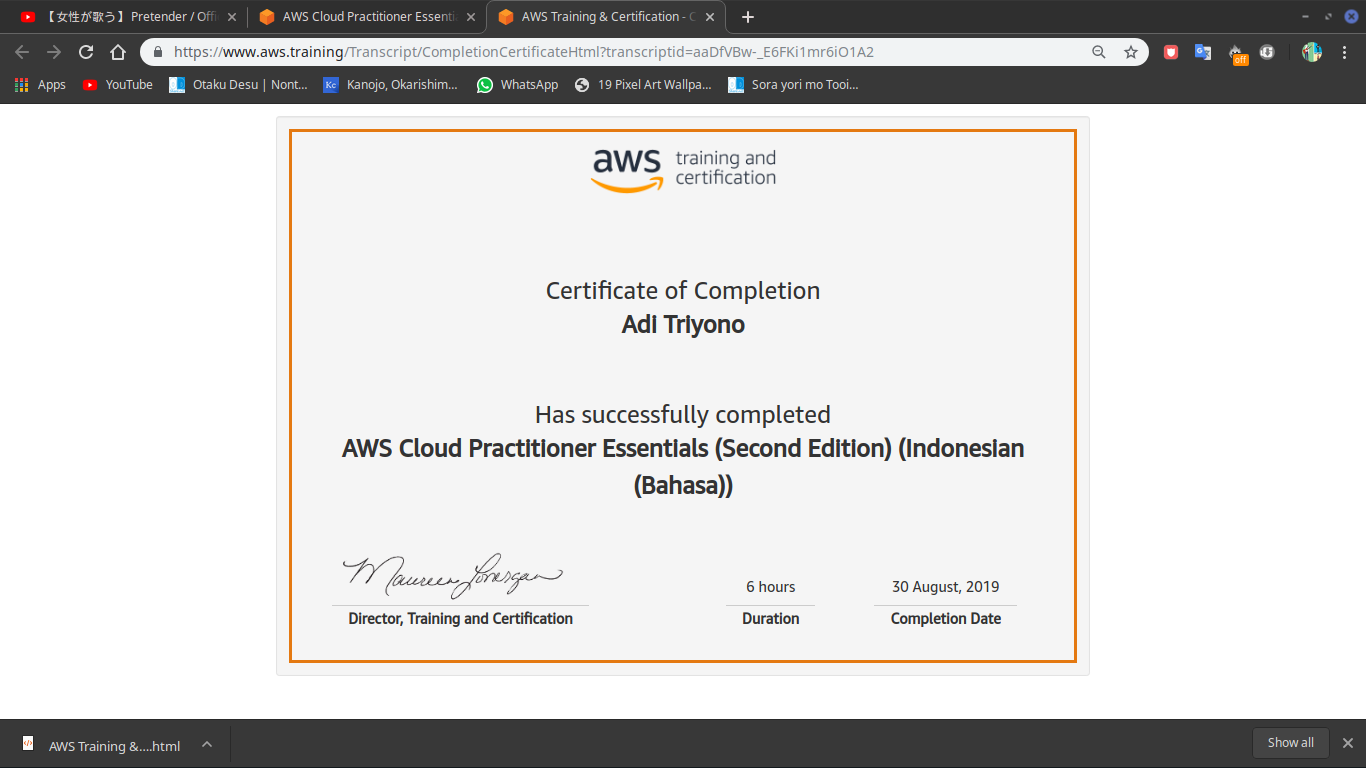 【女性が歌う】Pretender / Offi
AWS Cloud Practitioner Essenti
AWS Training & Certification - C
https://www.aws.training/Transcript/CompletionCertificateHtml?transcriptid=aaDfVBw-_E6FKi1mr6iO1A2
off
Apps
YouTube
Otaku Desu | Nont...
Kc
Kanojo, Okarishim...
WhatsApp
19 Pixel Art Wallpa...
Sora yori mo Tooi...
aws training and
certification
Certificate of Completion
Adi Triyono
Has successfully completed
AWS Cloud Practitioner Essentials (Second Edition) (Indonesian
(Bahasa))
Maureen Lonergan
6 hours
30 August, 2019
Director, Training and Certification
Duration
Completion Date
AWS Training &....html
Show all